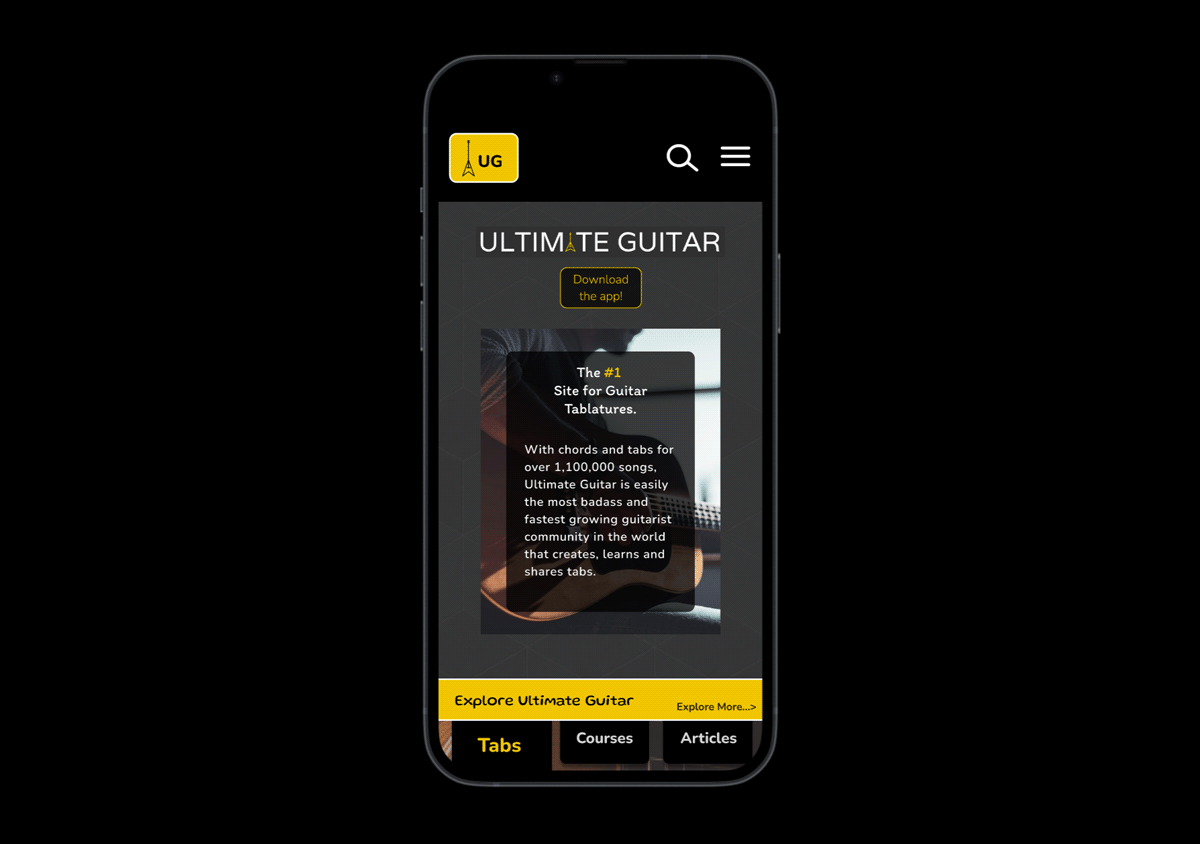 UG
ULTIMATE GUITAR
Download
the app!
The #1
Site for Guitar
Tablatures.
With chords and tabs for
over 1,100,000 songs,
Ultimate Guitar is easily
the most badass and
fastest growing guitarist
community in the world
that creates, learns and
shares tabs.
Explore Ultimate Guitar
Explore More...>
Tabs
Courses
Articles